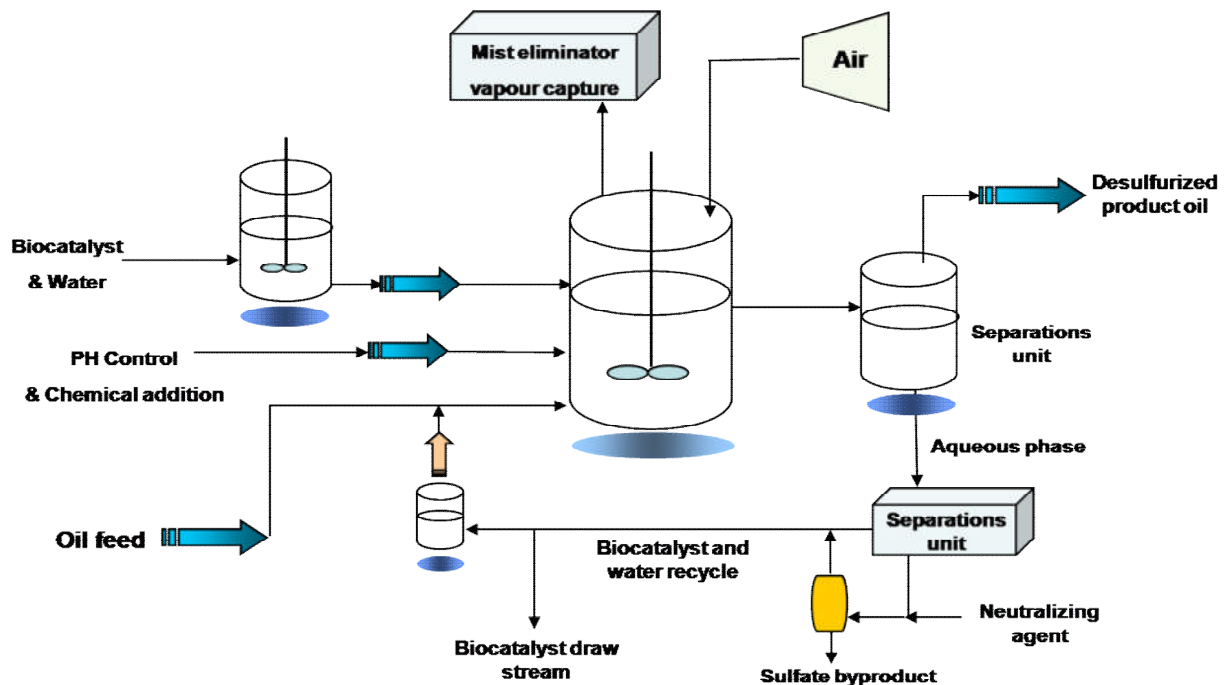 Mist eliminator
vapour capture
Air
Desulfurized
product oil
Biocatalyst
& Water
Separations
unit
PH Control
& Chemical addition
Aqueous phase
Oil feed
Separations
unit
Biocatalyst and
water recycle
Neutralizing
agent
Biocatalyst draw
stream
Sulfate byproduct